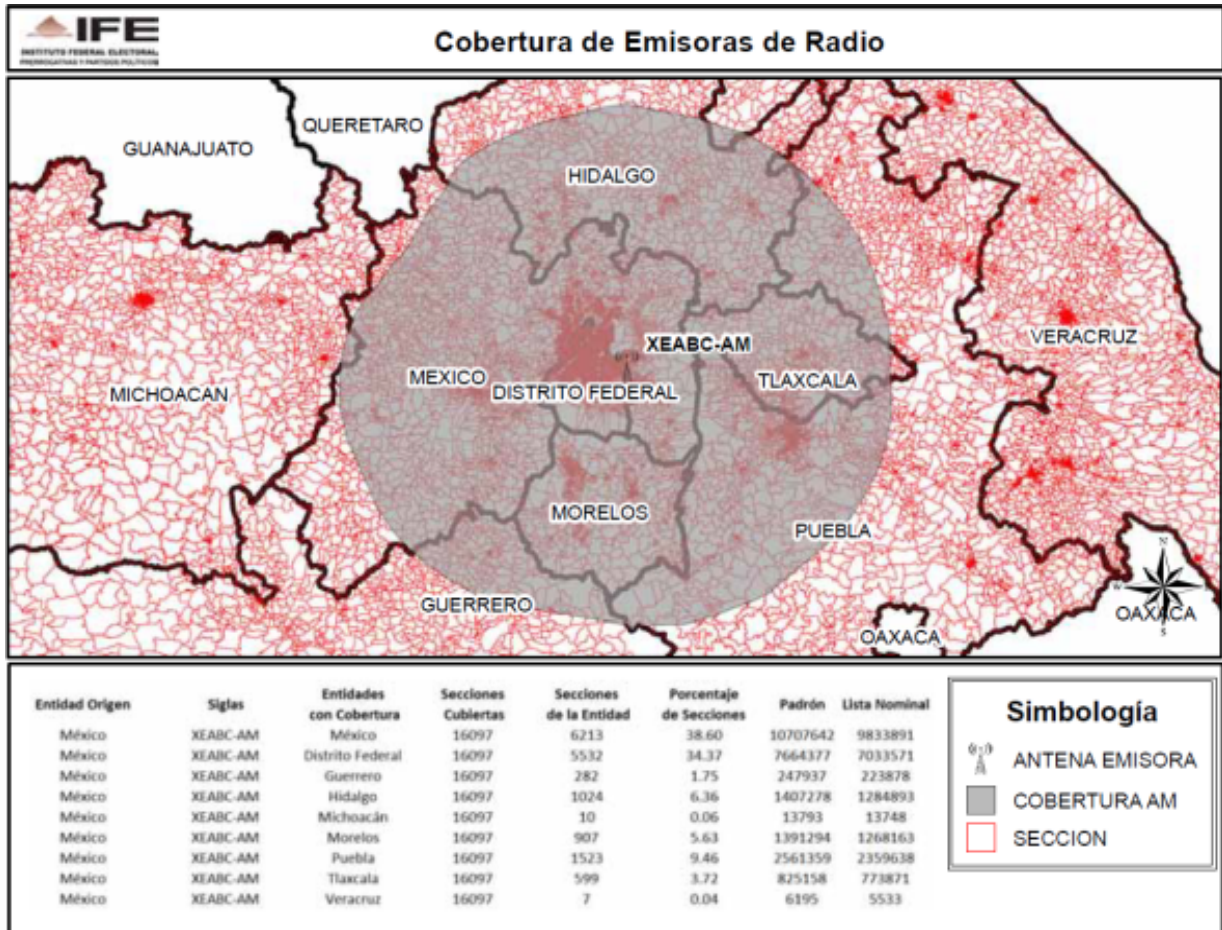 IFE
INSTITUTO FEDERAL ELECTORAL
PRERROGATIVAS Y PARTIDOS POLÍTICOS
Cobertura de Emisoras de Radio
QUERETARO
GUANAJUATO
HIDALGO
XEABC-AM
VERACRUZ
MEXICO
TLAXCALA
MICHOACAN
DISTRITO FEDERAL
MORELOS
PUEBLA
GUERRERO
N
W
S
OAXACA
OAXACA
Entidad Origen Siglas Entidades con Cobertura Secciones Cubiertas Secciones de la Entidad Porcentaje de Secciones Padrón Lista Nominal
México XEABC-AM México 16097 6213 38.60 10707642 9833891
México XEABC-AM Distrito Federal 16097 5532 34.37 7664377 7033571
México XEABC-AM Guerrero 16097 282 1.75 247937 223878
México XEABC-AM Hidalgo 16097 1024 6.36 1407278 1284893
México XEABC-AM Michoacán 16097 10 0.06 13793 13748
México XEABC-AM Morelos 16097 907 5.63 1391294 1268163
México XEABC-AM Puebla 16097 1523 9.46 2561359 2359638
México XEABC-AM Tlaxcala 16097 599 3.72 825158 773871
México XEABC-AM Veracruz 16097 7 0.04 6195 5533
Simbología
ANTENA EMISORA
COBERTURA AM
SECCION